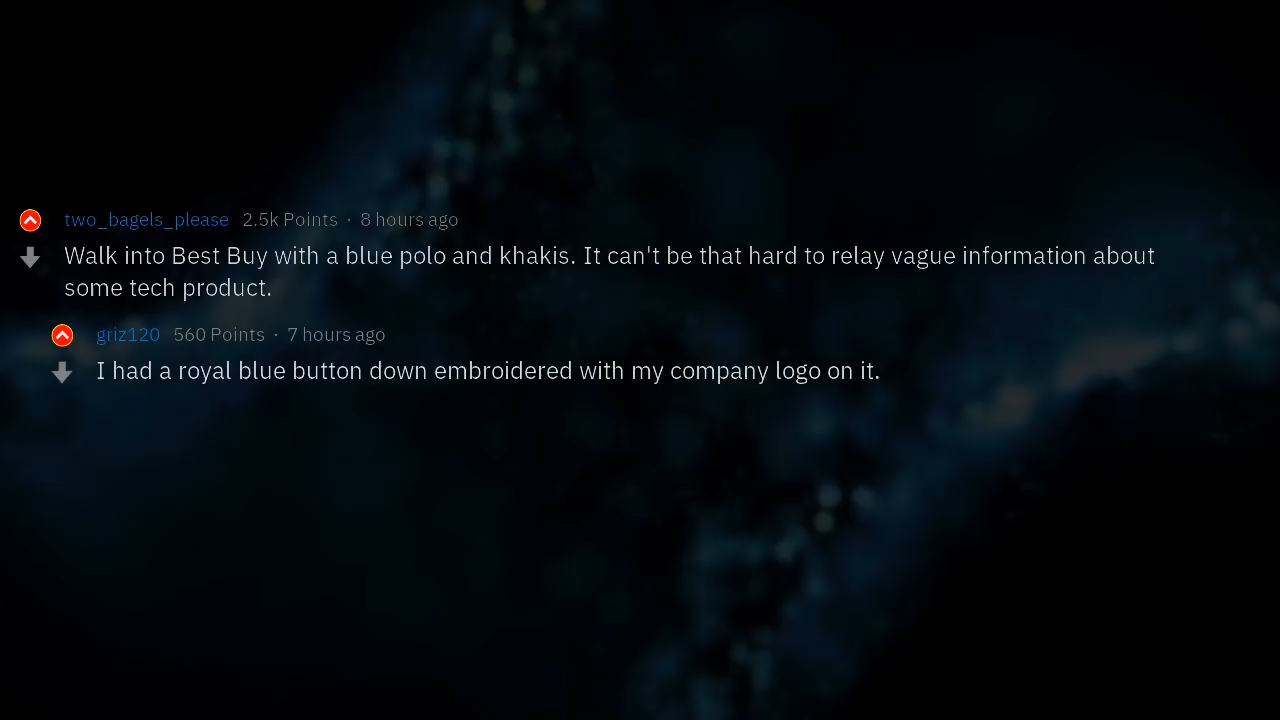 two_bagels_please 2.5k Points · 8 hours ago
Walk into Best Buy with a blue polo and khakis. It can't be that hard to relay vague information about
some tech product.
griz120 560 Points · 7 hours ago
I had a royal blue button down embroidered with my company logo on it.